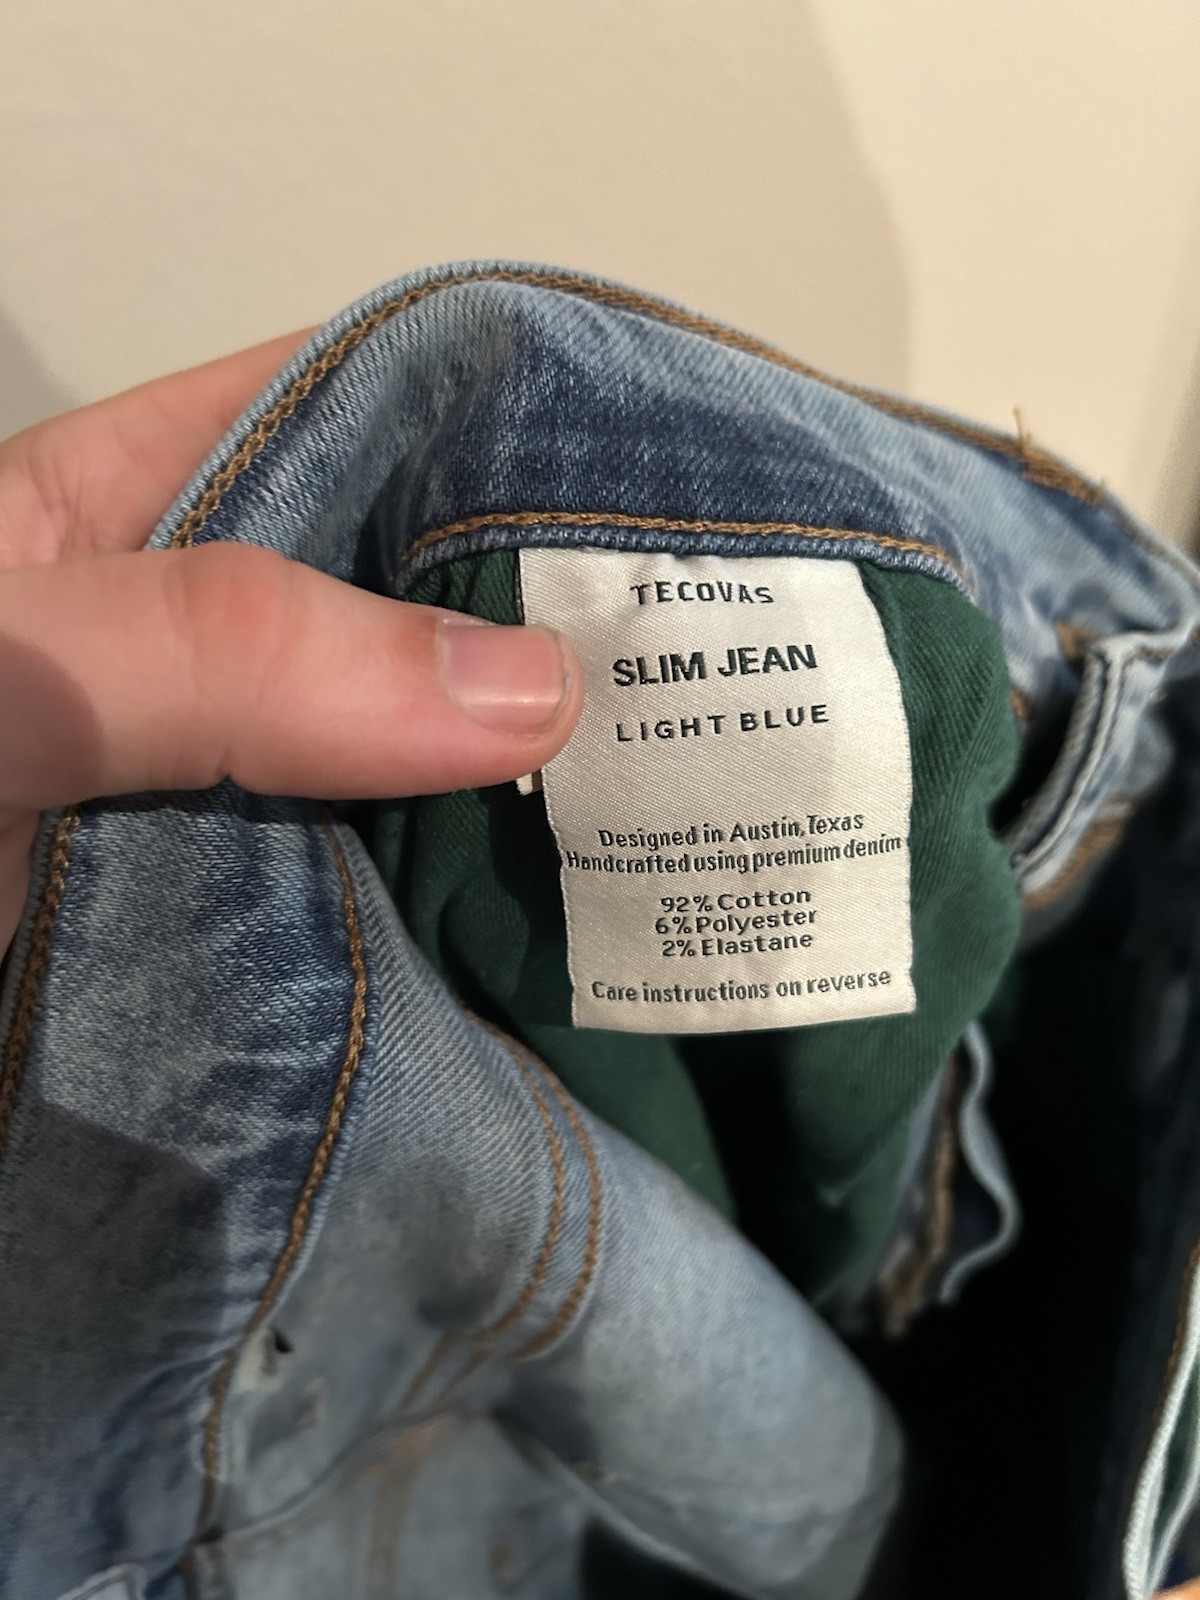 TECOVAS
SLIM JEAN
LIGHT BLUE
Designed in Austin, Texas
Handcrafted using premium denim
92% Cotton
6% Polyester
2% Elastane
Care instructions on reverse